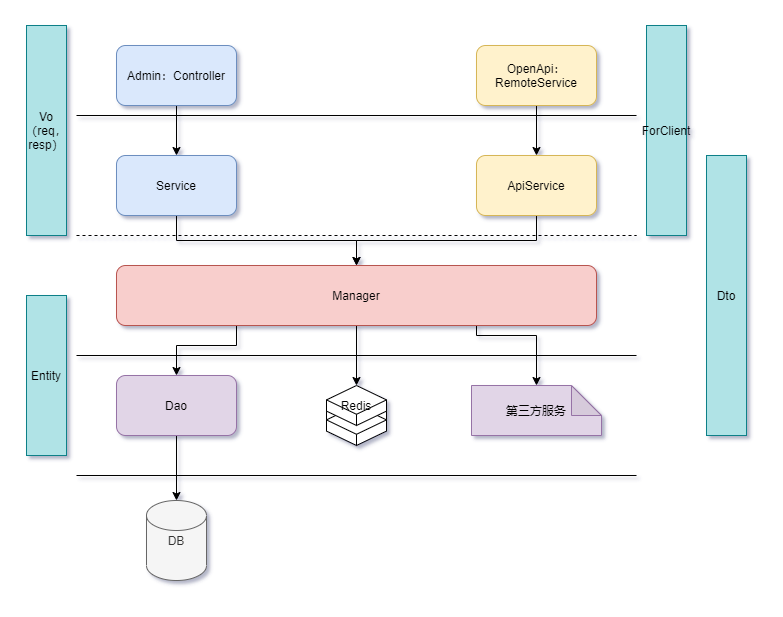 Admin：Controller
OpenApi：
RemoteService
Vo
（req，
resp）
ForClient
Service
ApiService
Manager
Dto
Entity
Dao
Redis
第三方服务
DB